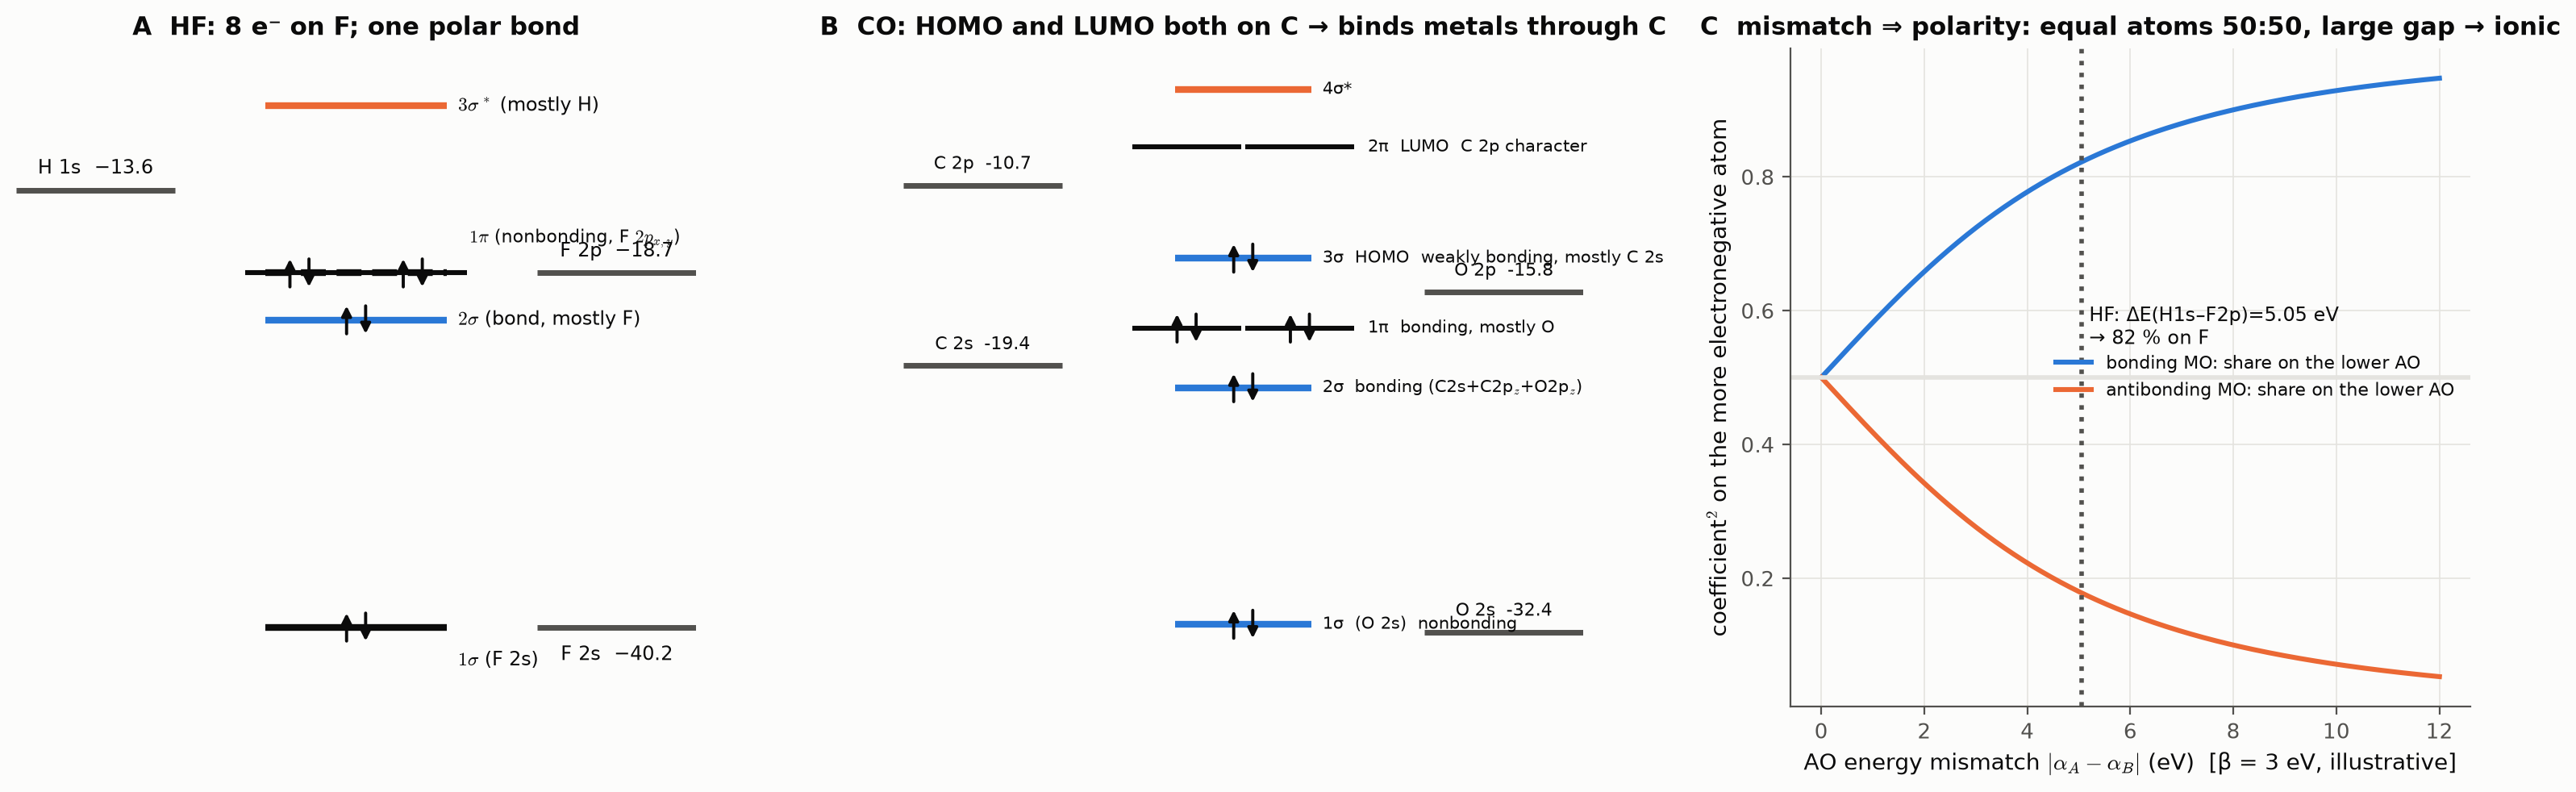 A  HF: 8 e⁻ on F; one polar bond
3σ* (mostly H)
H 1s  −13.6
1π (nonbonding, F 2pₓ,ᵧ)
F 2p  −18.7
2σ (bond, mostly F)
1σ (F 2s)
F 2s  −40.2
B  CO: HOMO and LUMO both on C → binds metals through C
4σ*
2π  LUMO  C 2p character
C 2p  -10.7
3σ  HOMO  weakly bonding, mostly C 2s
O 2p  -15.8
1π  bonding, mostly O
C 2s  -19.4
2σ  bonding (C2s+C2p_z+O2p_z)
O 2s  -32.4
1σ  (O 2s)  nonbonding
C  mismatch ⇒ polarity: equal atoms 50:50, large gap → ionic
coefficient² on the more electronegative atom
0.8
0.6
0.4
0.2
HF: ΔE(H1s–F2p)=5.05 eV
→ 82 % on F
bonding MO: share on the lower AO
antibonding MO: share on the lower AO
0 2 4 6 8 10 12
AO energy mismatch |α_A − α_B| (eV)  [β = 3 eV, illustrative]